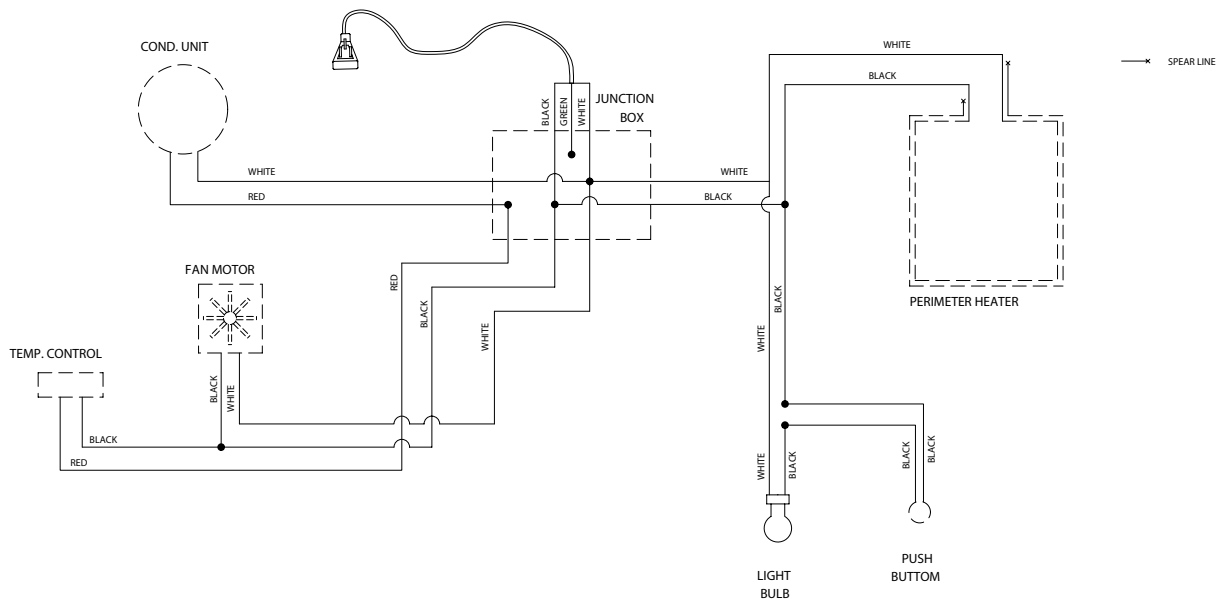 COND. UNIT
WHITE
BLACK
SPEAR LINE
BLACK
GREEN
WHITE
JUNCTION
BOX
WHITE
WHITE
RED
BLACK
FAN MOTOR
RED
BLACK
WHITE
BLACK
WHITE
PERIMETER HEATER
TEMP. CONTROL
BLACK
WHITE
BLACK
RED
WHITE
BLACK
BLACK
BLACK
LIGHT
BULB
PUSH
BUTTOM